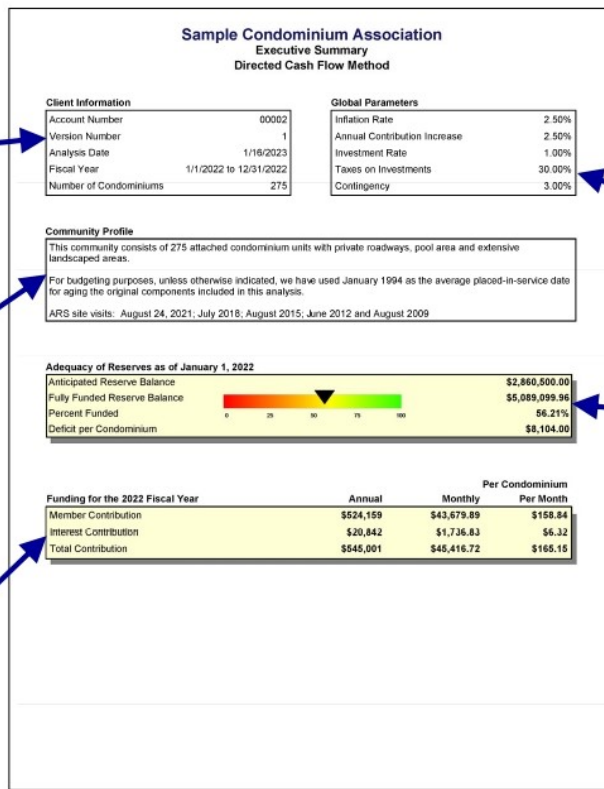 Sample Condominium Association
Executive Summary
Directed Cash Flow Method
Client Information
Account Number 00002
Version Number 1
Analysis Date 1/16/2023
Fiscal Year 1/1/2022 to 12/31/2022
Number of Condominiums 275
Global Parameters
Inflation Rate 2.50%
Annual Contribution Increase 2.50%
Investment Rate 1.00%
Taxes on Investments 30.00%
Contingency 3.00%
Community Profile
This community consists of 275 attached condominium units with private roadways, pool area and extensive
landscaped areas.
For budgeting purposes, unless otherwise indicated, we have used January 1994 as the average placed-in-service date
for aging the original components included in this analysis.
ARS site visits: August 24, 2021; July 2018; August 2015; June 2012 and August 2009
Adequacy of Reserves as of January 1, 2022
Anticipated Reserve Balance $2,860,500.00
Fully Funded Reserve Balance $5,089,099.96
Percent Funded 56.21%
0 25 50 75 100
Deficit per Condominium $8,104.00
Per Condominium
Funding for the 2022 Fiscal Year Annual Monthly Per Month
Member Contribution $524,159 $43,679.89 $158.84
Interest Contribution $20,842 $1,736.83 $6.32
Total Contribution $545,001 $45,416.72 $165.15